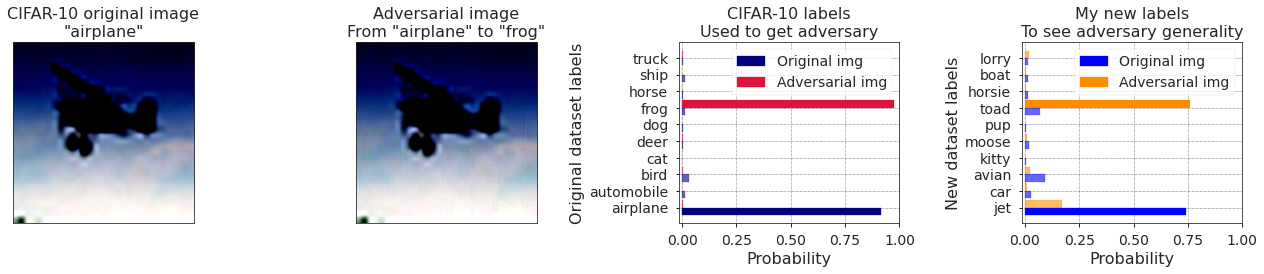 CIFAR-10 original image
"airplane"
Adversarial image
From "airplane" to "frog"
CIFAR-10 labels
Used to get adversary
Original dataset labels
truck
ship
horse
frog
dog
deer
cat
bird
automobile
airplane
Original img
Adversarial img
0.00 0.25 0.50 0.75 1.00
Probability
My new labels
To see adversary generality
New dataset labels
lorry
boat
horsie
toad
pup
moose
kitty
avian
car
jet
Original img
Adversarial img
0.00 0.25 0.50 0.75 1.00
Probability